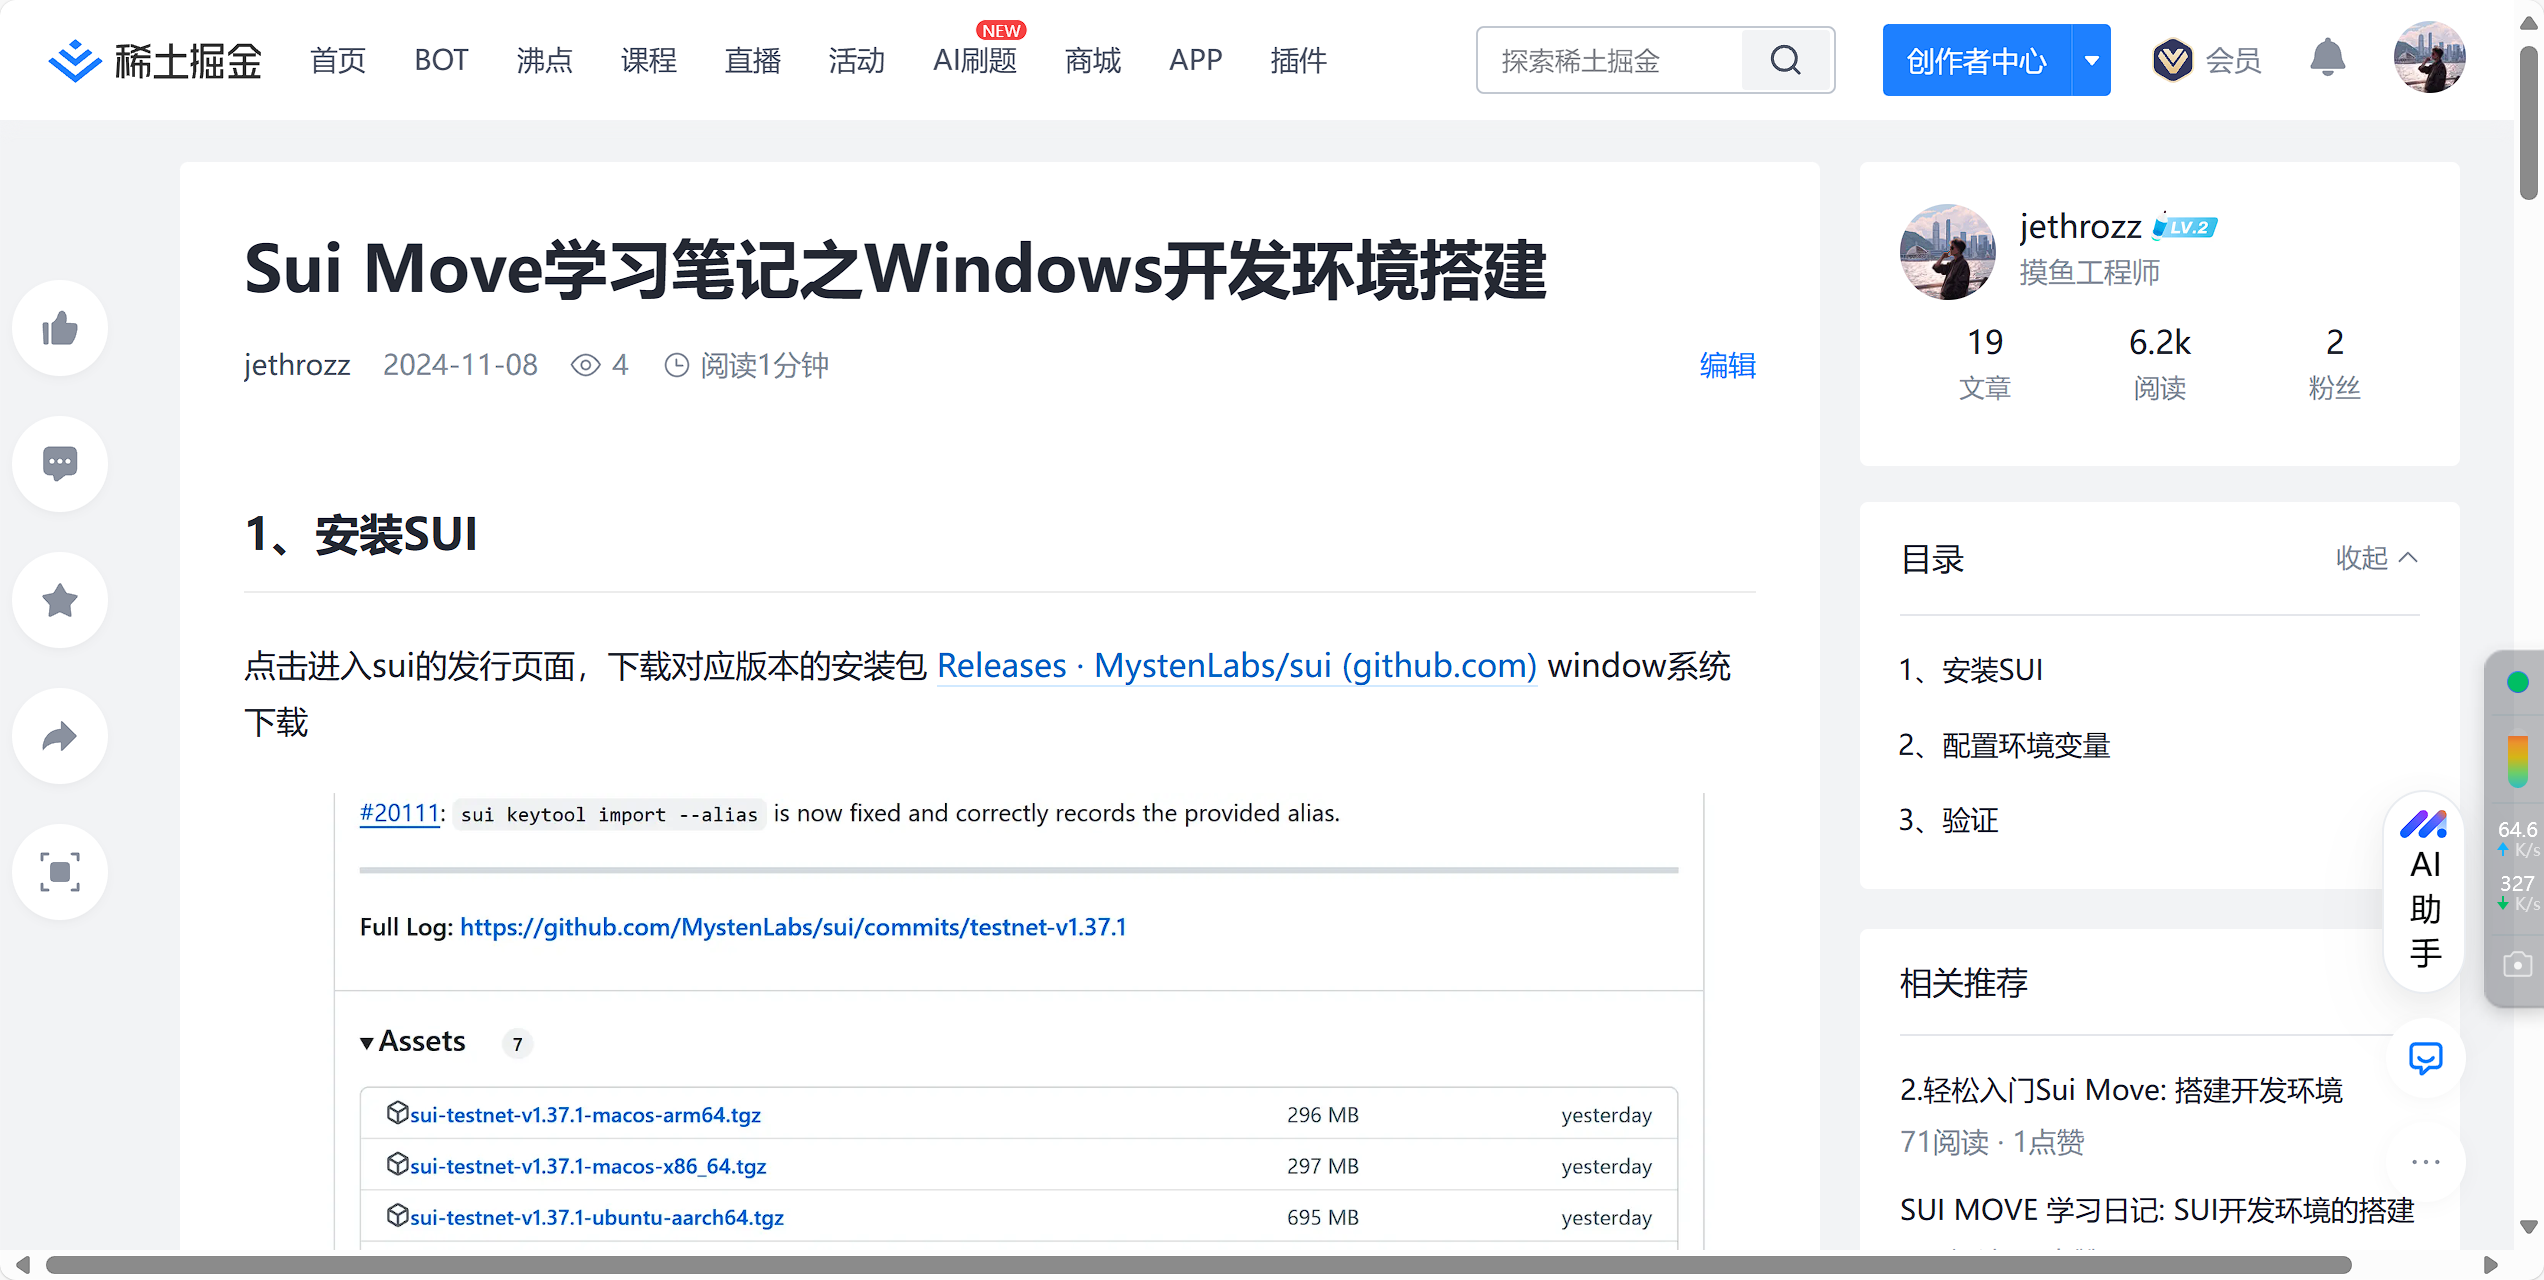 稀土掘金
首页
BOT
沸点
课程
直播
活动
AI刷题
NEW
商城
APP
插件
探索稀土掘金
创作者中心
会员
Sui Move学习笔记之Windows开发环境搭建
jethrozz 2024-11-08 4 阅读1分钟
编辑
1、安装SUI
点击进入sui的发行页面，下载对应版本的安装包 Releases · MystenLabs/sui (github.com) window系统
下载
#20111: sui keytool import --alias is now fixed and correctly records the provided alias.
Full Log: https://github.com/MystenLabs/sui/commits/testnet-v1.37.1
Assets 7
sui-testnet-v1.37.1-macos-arm64.tgz 296 MB yesterday
sui-testnet-v1.37.1-macos-x86_64.tgz 297 MB yesterday
sui-testnet-v1.37.1-ubuntu-aarch64.tgz 695 MB yesterday
jethrozz LV.2
摸鱼工程师
19 6.2k 2
文章 阅读 粉丝
目录 收起
1、安装SUI
2、配置环境变量
3、验证
相关推荐
2.轻松入门Sui Move: 搭建开发环境
71阅读 · 1点赞
SUI MOVE 学习日记: SUI开发环境的搭建
AI
助
手
64.6
K/s
327
K/s